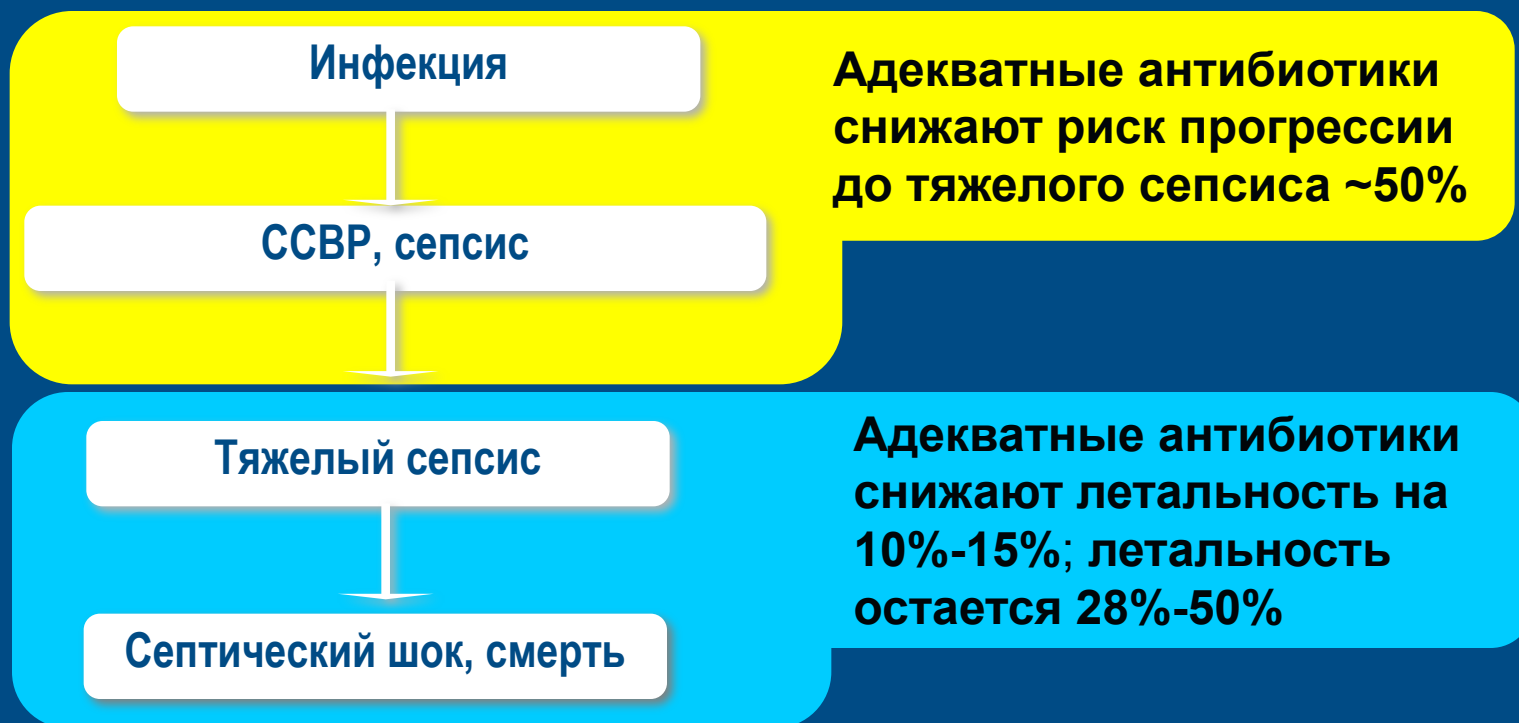 Инфекция
Адекватные антибиотики
снижают риск прогрессии
до тяжелого сепсиса ~50%
ССВР, сепсис
Тяжелый сепсис
Адекватные антибиотики
снижают летальность на
10%-15%; летальность
остается 28%-50%
Септический шок, смерть